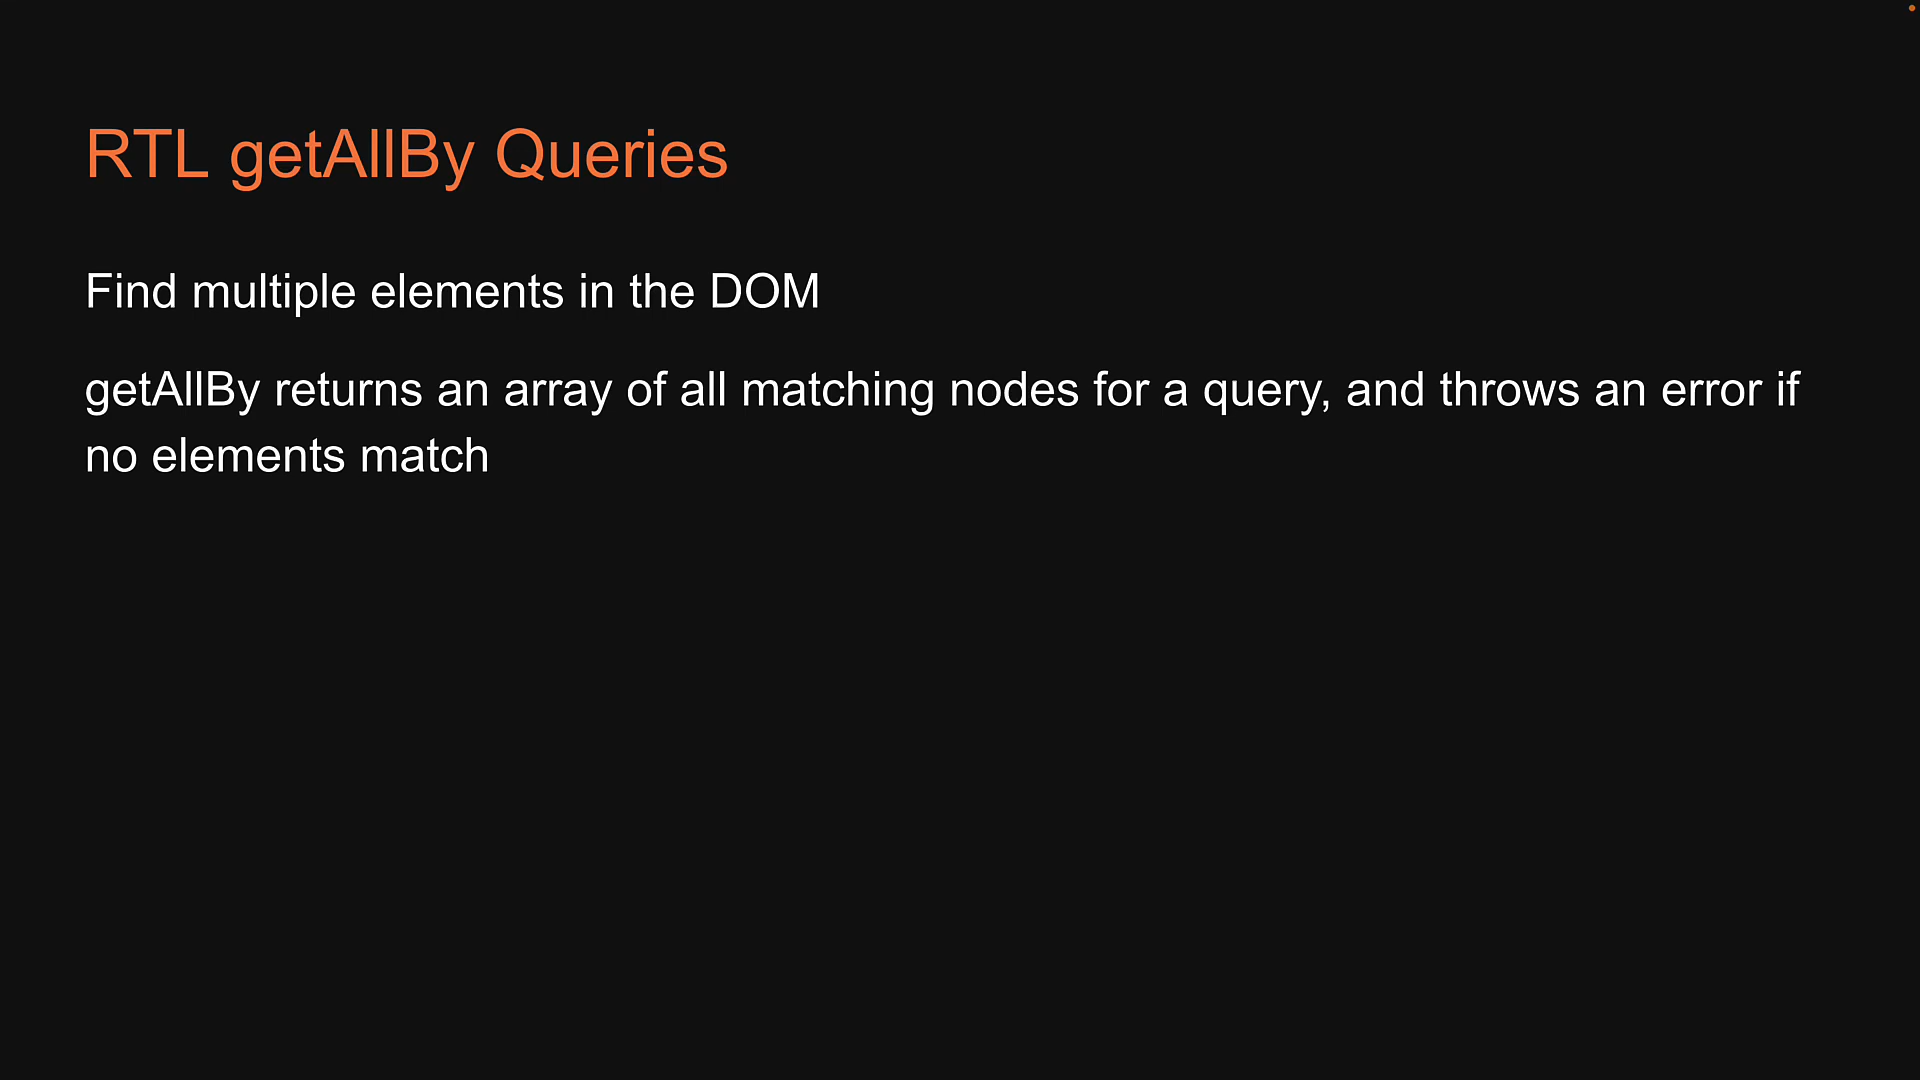 RTL getAllBy Queries
Find multiple elements in the DOM
getAllBy returns an array of all matching nodes for a query, and throws an error if
no elements match